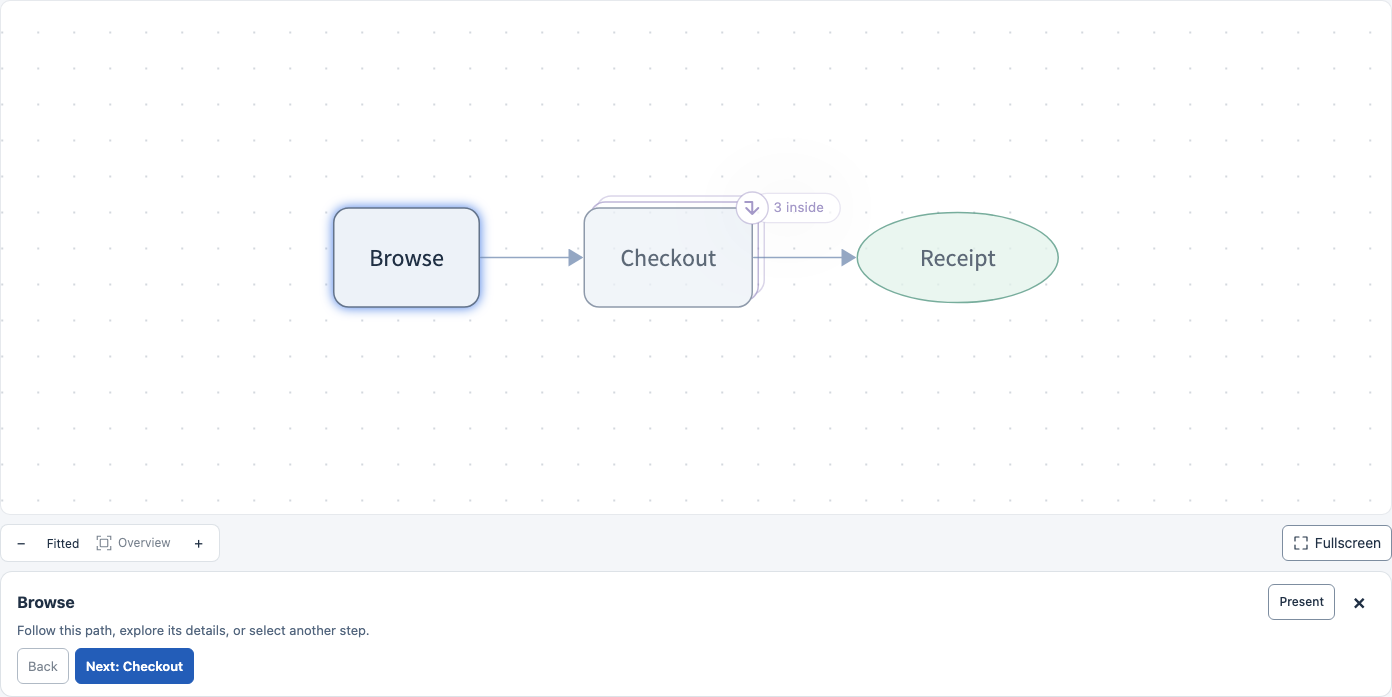 Browse
Checkout
3 inside
Receipt
− Fitted Overview +
Fullscreen
Browse
Present ×
Follow this path, explore its details, or select another step.
Back
Next: Checkout